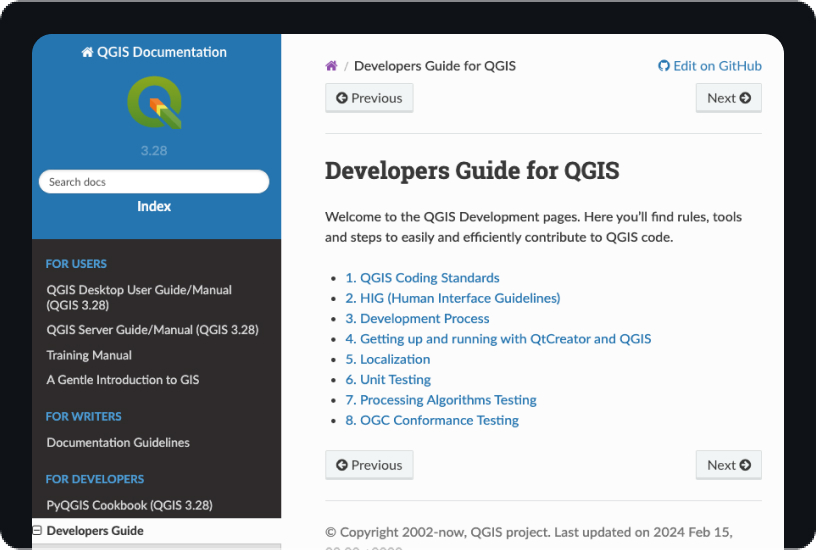 QGIS Documentation
3.28
Search docs
Index
FOR USERS
QGIS Desktop User Guide/Manual
(QGIS 3.28)
QGIS Server Guide/Manual (QGIS 3.28)
Training Manual
A Gentle Introduction to GIS
FOR WRITERS
Documentation Guidelines
FOR DEVELOPERS
PyQGIS Cookbook (QGIS 3.28)
Developers Guide
/ Developers Guide for QGIS
Edit on GitHub
Previous
Next
Developers Guide for QGIS
Welcome to the QGIS Development pages. Here you'll find rules, tools
and steps to easily and efficiently contribute to QGIS code.
• 1. QGIS Coding Standards
• 2. HIG (Human Interface Guidelines)
• 3. Development Process
• 4. Getting up and running with QtCreator and QGIS
• 5. Localization
• 6. Unit Testing
• 7. Processing Algorithms Testing
• 8. OGC Conformance Testing
Previous
Next
© Copyright 2002-now, QGIS project. Last updated on 2024 Feb 15,